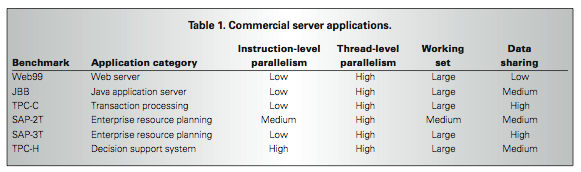 Table 1. Commercial server applications.
Instruction-level Thread-level Working Data
Benchmark Application category parallelism parallelism set sharing
Web99 Web server Low High Large Low
JBB Java application server Low High Large Medium
TPC-C Transaction processing Low High Large High
SAP-2T Enterprise resource planning Medium High Medium Medium
SAP-3T Enterprise resource planning Low High Large High
TPC-H Decision support system High High Large Medium